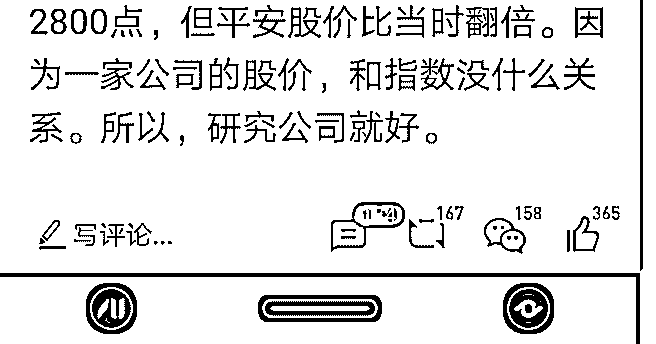 2800点，但平安股价比当时翻倍。因
为一家公司的股价，和指数没什么关
系。所以，研究公司就好。
写评论... 167 158 365